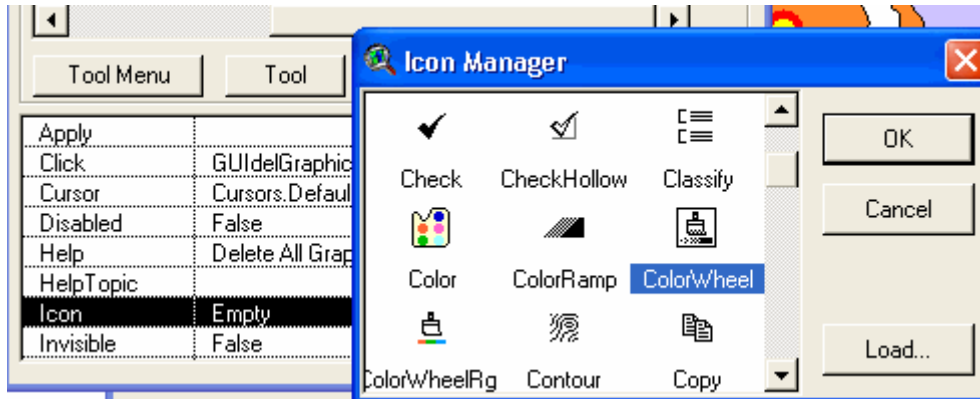 Icon Manager
Tool Menu
Tool
Apply
Click GUIdelGraphic
Cursor Cursors.Defaul
Disabled False
Help Delete All Grap
HelpTopic
Icon Empty
Invisible False
Check CheckHollow Classify
Color ColorRamp ColorWheel
ColorWheelRg Contour Copy
OK
Cancel
Load...